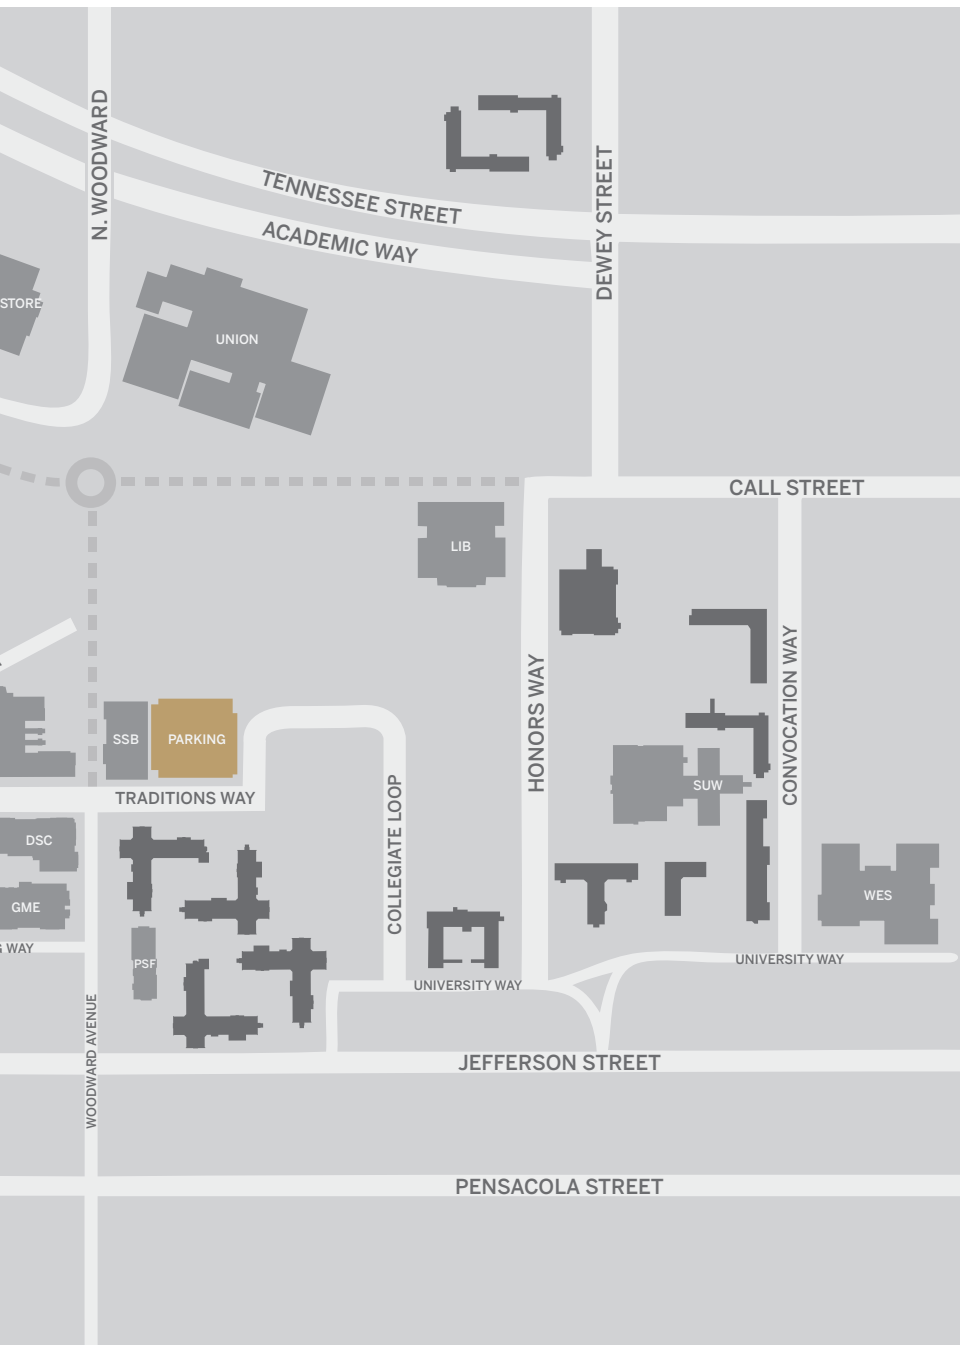 N. WOODWARD
TENNESSEE STREET
ACADEMIC WAY
DEWEY STREET
STORE
UNION
CALL STREET
LIB
HONORS WAY
CONVOCATION WAY
SSB
PARKING
TRADITIONS WAY
COLLEGIATE LOOP
SUW
DSC
GME
WES
WAY
PSF
UNIVERSITY WAY
UNIVERSITY WAY
WOODWARD AVENUE
JEFFERSON STREET
PENSACOLA STREET